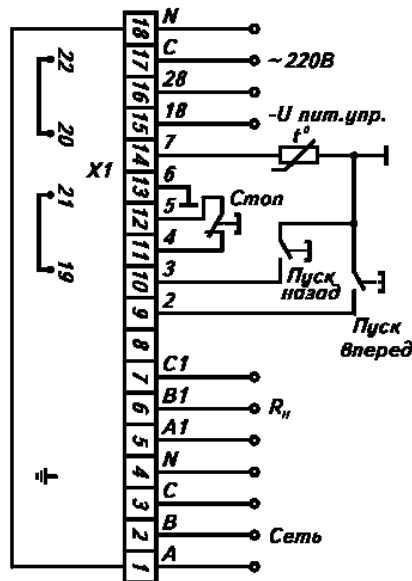 18 N
17 C ~220В
16 28
15 18 -U пит.упр.
14 7 t°
X1
13 6
12 5 Стоп
11 4
10 3 Пуск назад
9 2 Пуск вперед
8
7 C1
6 B1 Rн
5 A1
4 N
3 C
2 B Сеть
1 A
22
20
21
19